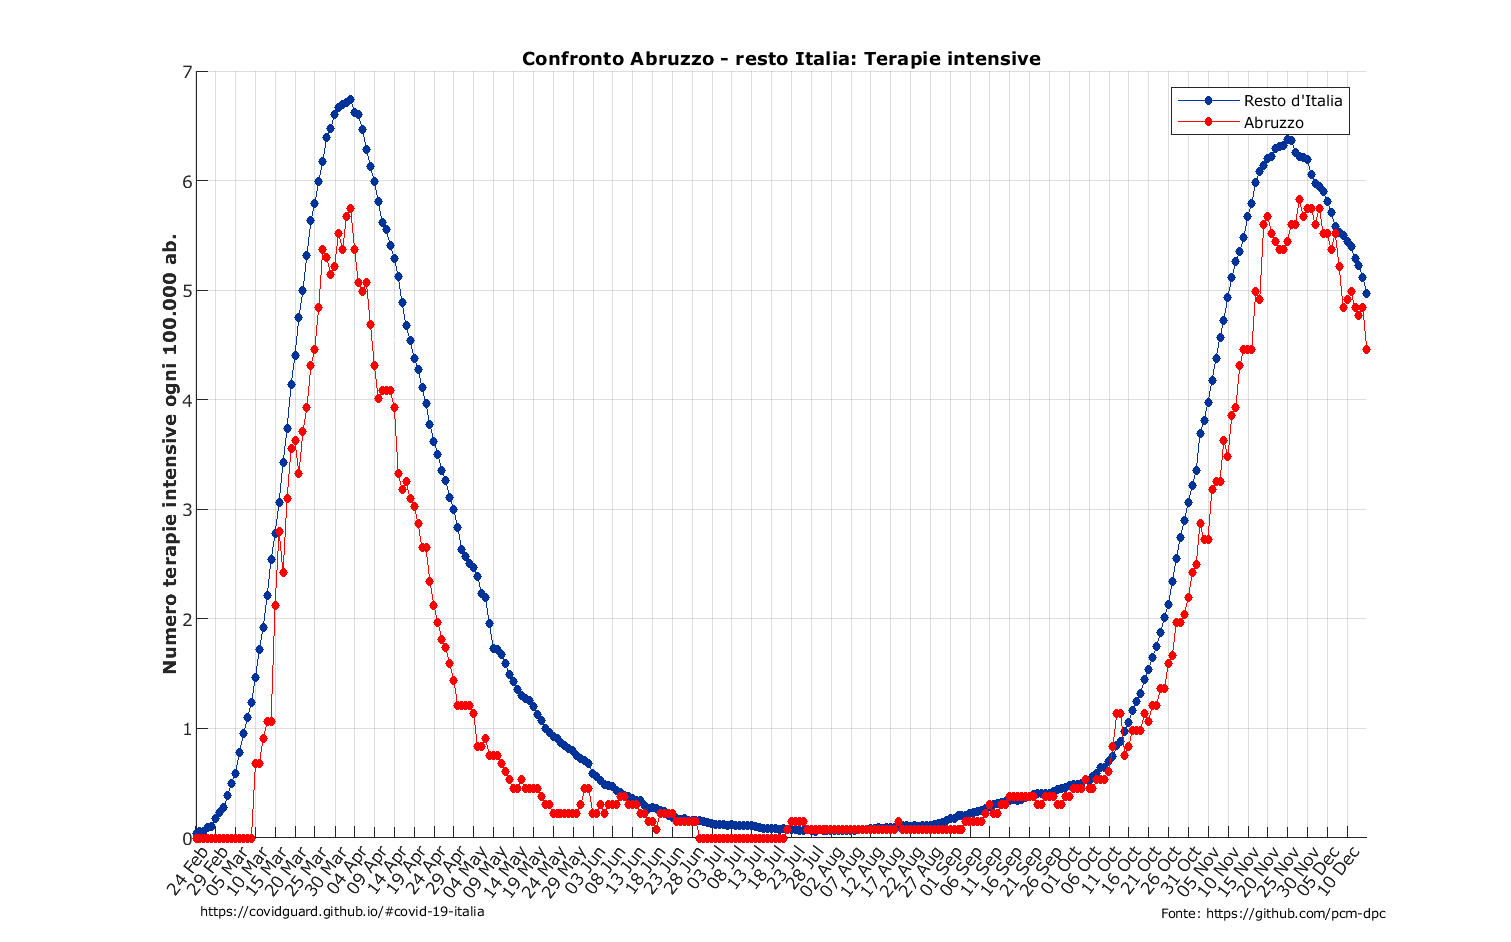 Confronto Abruzzo - resto Italia: Terapie intensive
Numero terapie intensive ogni 100.000 ab.
7
6
5
4
3
2
1
0
Resto d'Italia
Abruzzo
24 Feb
29 Feb
05 Mar
10 Mar
15 Mar
20 Mar
25 Mar
30 Mar
04 Apr
09 Apr
14 Apr
19 Apr
24 Apr
29 Apr
04 May
09 May
14 May
19 May
24 May
29 May
03 Jun
08 Jun
13 Jun
18 Jun
23 Jun
28 Jun
03 Jul
08 Jul
13 Jul
18 Jul
23 Jul
28 Jul
02 Aug
07 Aug
12 Aug
17 Aug
22 Aug
27 Aug
01 Sep
06 Sep
11 Sep
16 Sep
21 Sep
26 Sep
01 Oct
06 Oct
11 Oct
16 Oct
21 Oct
26 Oct
31 Oct
05 Nov
10 Nov
15 Nov
20 Nov
25 Nov
30 Nov
05 Dec
10 Dec
https://covidguard.github.io/#covid-19-italia
Fonte: https://github.com/pcm-dpc